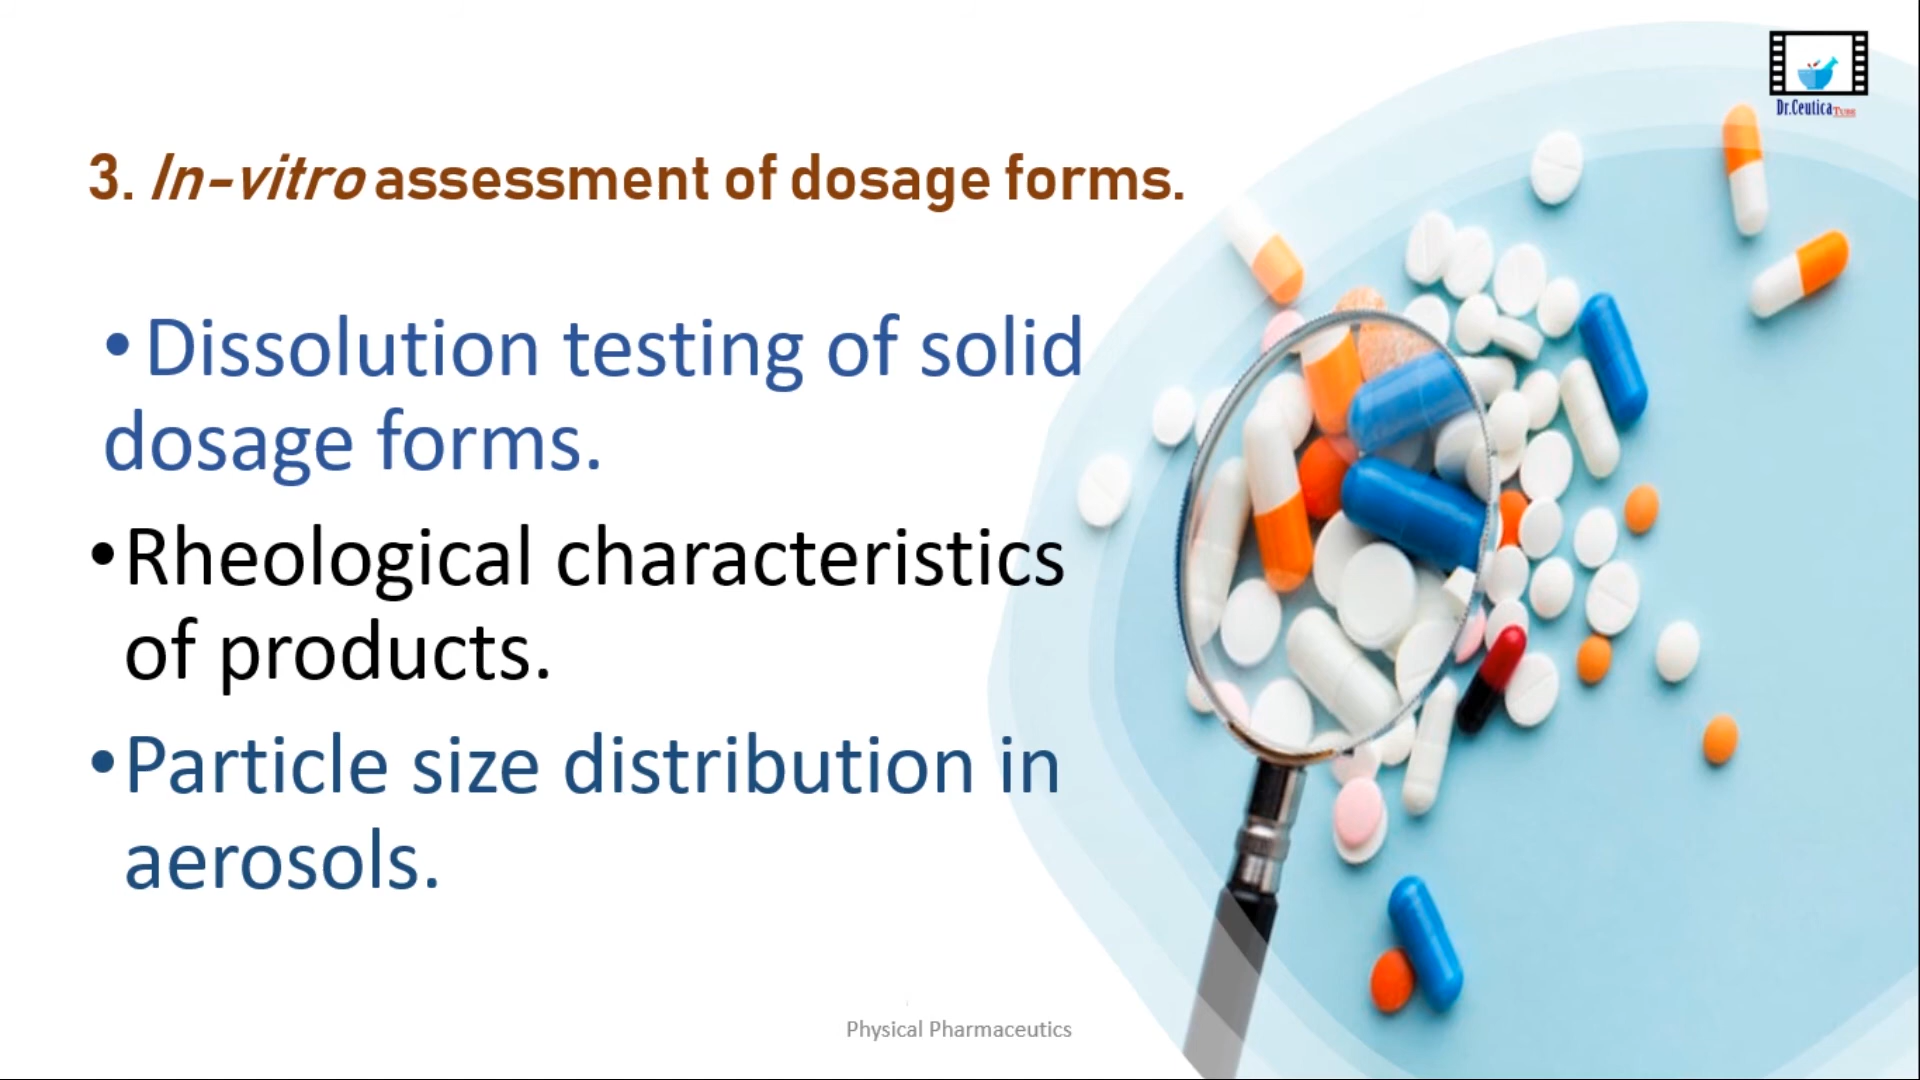 Dr.Ceutica Tube
3. In-vitro assessment of dosage forms.
• Dissolution testing of solid
dosage forms.
• Rheological characteristics
of products.
• Particle size distribution in
aerosols.
Physical Pharmaceutics